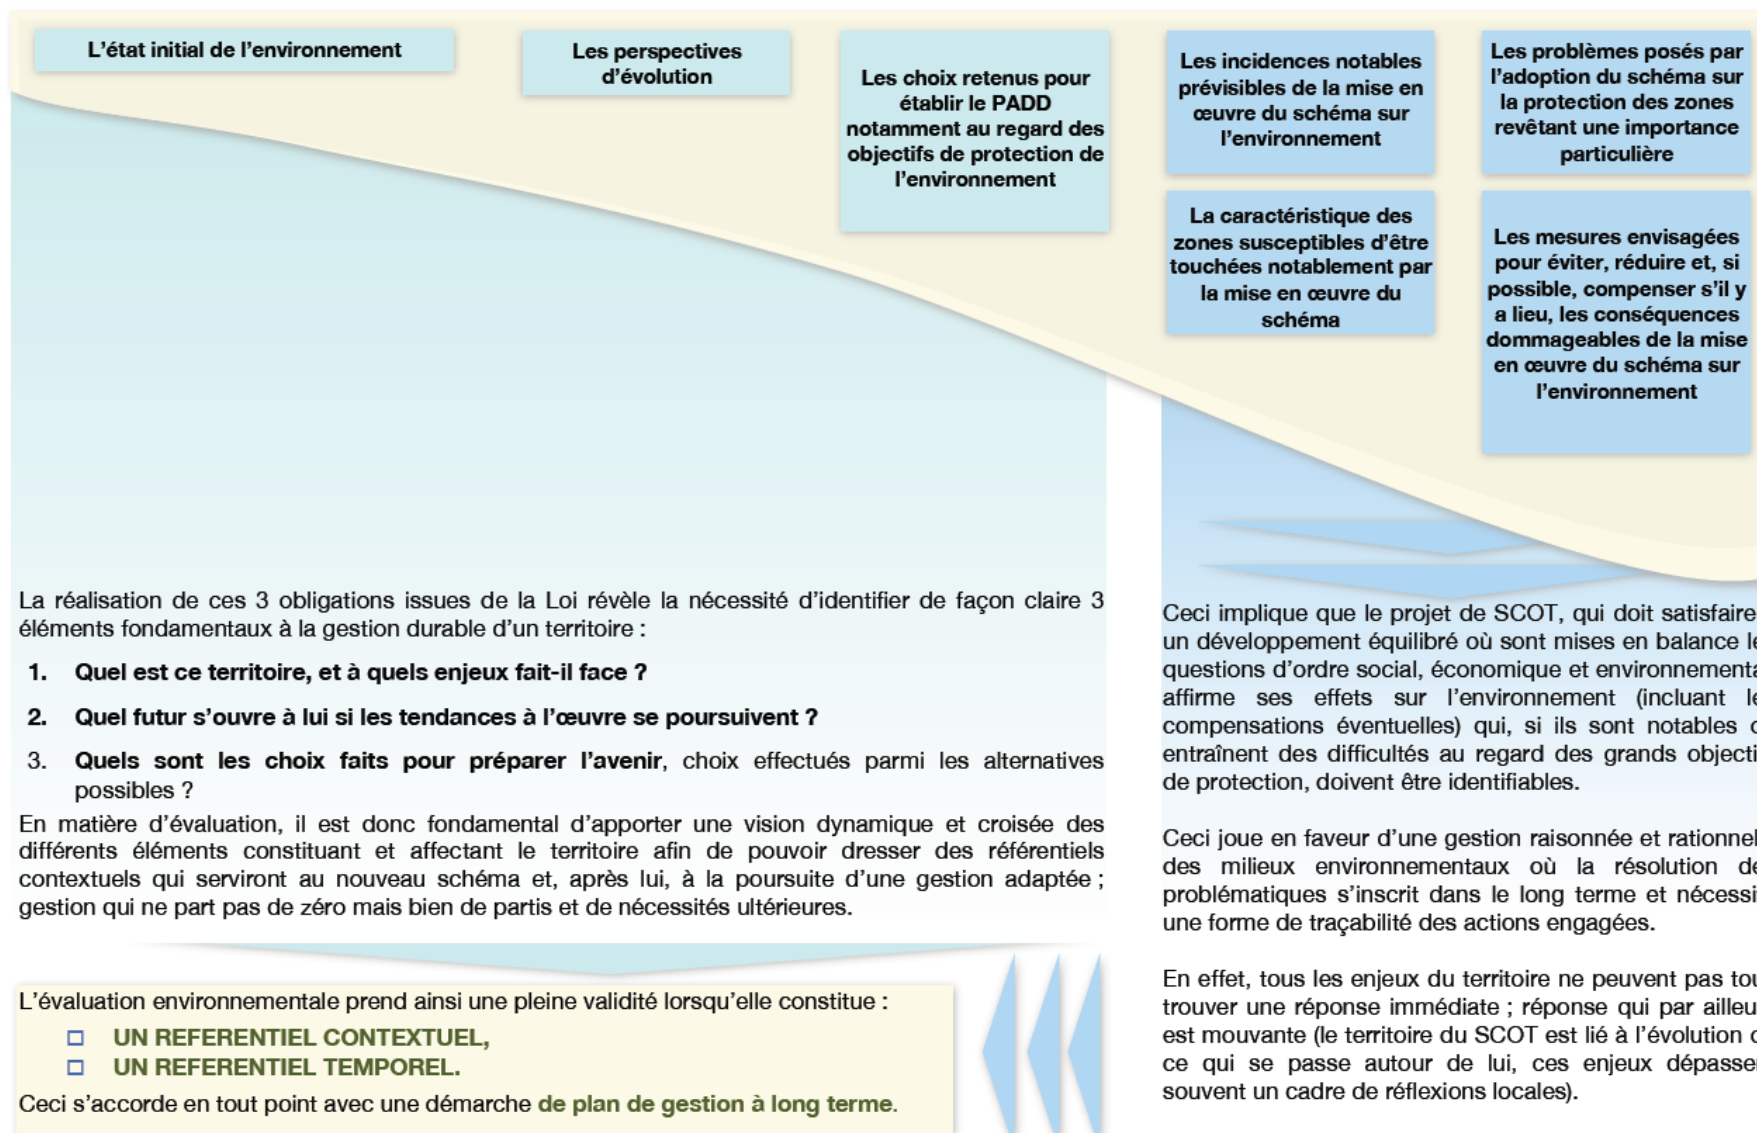 L'état initial de l'environnement
Les perspectives
d'évolution
Les choix retenus pour
établir le PADD
notamment au regard des
objectifs de protection de
l'environnement
Les incidences notables
prévisibles de la mise en
œuvre du schéma sur
l'environnement
Les problèmes posés par
l'adoption du schéma sur
la protection des zones
revêtant une importance
particulière
La caractéristique des
zones susceptibles d'être
touchées notablement par
la mise en œuvre du
schéma
Les mesures envisagées
pour éviter, réduire et, si
possible, compenser s'il y
a lieu, les conséquences
dommageables de la mise
en œuvre du schéma sur
l'environnement
La réalisation de ces 3 obligations issues de la Loi révèle la nécessité d'identifier de façon claire 3
éléments fondamentaux à la gestion durable d'un territoire :
1. Quel est ce territoire, et à quels enjeux fait-il face ?
2. Quel futur s'ouvre à lui si les tendances à l'œuvre se poursuivent ?
3. Quels sont les choix faits pour préparer l'avenir, choix effectués parmi les alternatives
possibles ?
En matière d'évaluation, il est donc fondamental d'apporter une vision dynamique et croisée des
différents éléments constituant et affectant le territoire afin de pouvoir dresser des référentiels
contextuels qui serviront au nouveau schéma et, après lui, à la poursuite d'une gestion adaptée ;
gestion qui ne part pas de zéro mais bien de partis et de nécessités ultérieures.
L'évaluation environnementale prend ainsi une pleine validité lorsqu'elle constitue :
UN REFERENTIEL CONTEXTUEL,
UN REFERENTIEL TEMPOREL.
Ceci s'accorde en tout point avec une démarche de plan de gestion à long terme.
Ceci implique que le projet de SCOT, qui doit satisfaire
un développement équilibré où sont mises en balance
questions d'ordre social, économique et
affirme ses effets sur l'environnement (incluant
compensations éventuelles) qui, si ils sont notables
entraînent des difficultés au regard des grands
de protection, doivent être identifiables.
Ceci joue en faveur d'une gestion raisonnée et
des milieux environnementaux où la résolution
problématiques s'inscrit dans le long terme et
une forme de traçabilité des actions engagées.
En effet, tous les enjeux du territoire ne peuvent pas
trouver une réponse immédiate ; réponse qui par
est mouvante (le territoire du SCOT est lié à l'évolution
ce qui se passe autour de lui, ces enjeux
souvent un cadre de réflexions locales).